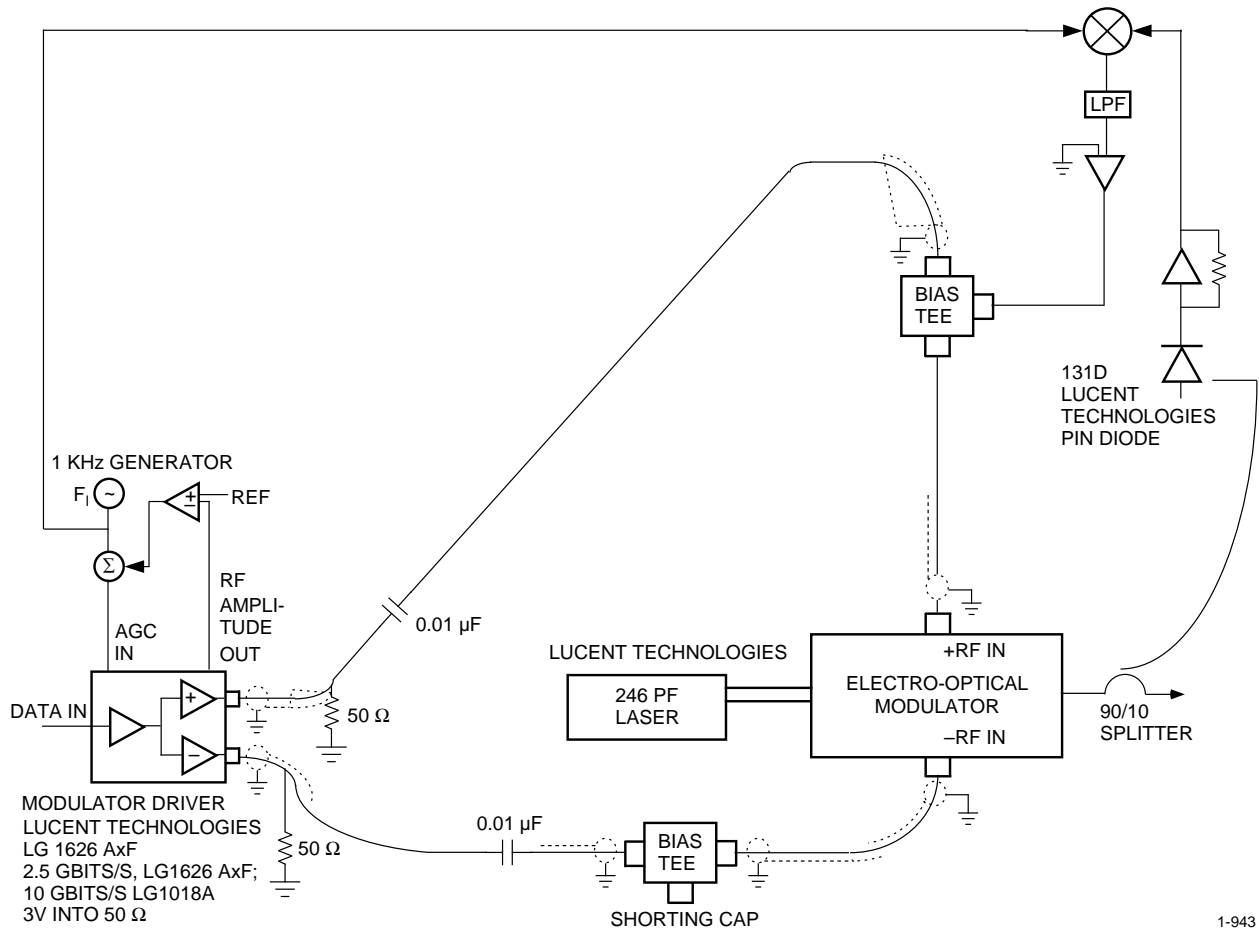 LPF
BIAS
TEE
131D
LUCENT
TECHNOLOGIES
PIN DIODE
1 KHz GENERATOR
FI
~
±
REF
Σ
RF
AMPLI-
TUDE
OUT
AGC
IN
0.01 µF
DATA IN
+
–
50 Ω
LUCENT TECHNOLOGIES
246 PF
LASER
+RF IN
ELECTRO-OPTICAL
MODULATOR
–RF IN
90/10
SPLITTER
MODULATOR DRIVER
LUCENT TECHNOLOGIES
LG 1626 AxF
2.5 GBITS/S, LG1626 AxF;
10 GBITS/S LG1018A
3V INTO 50 Ω
50 Ω
0.01 µF
BIAS
TEE
SHORTING CAP
1-943